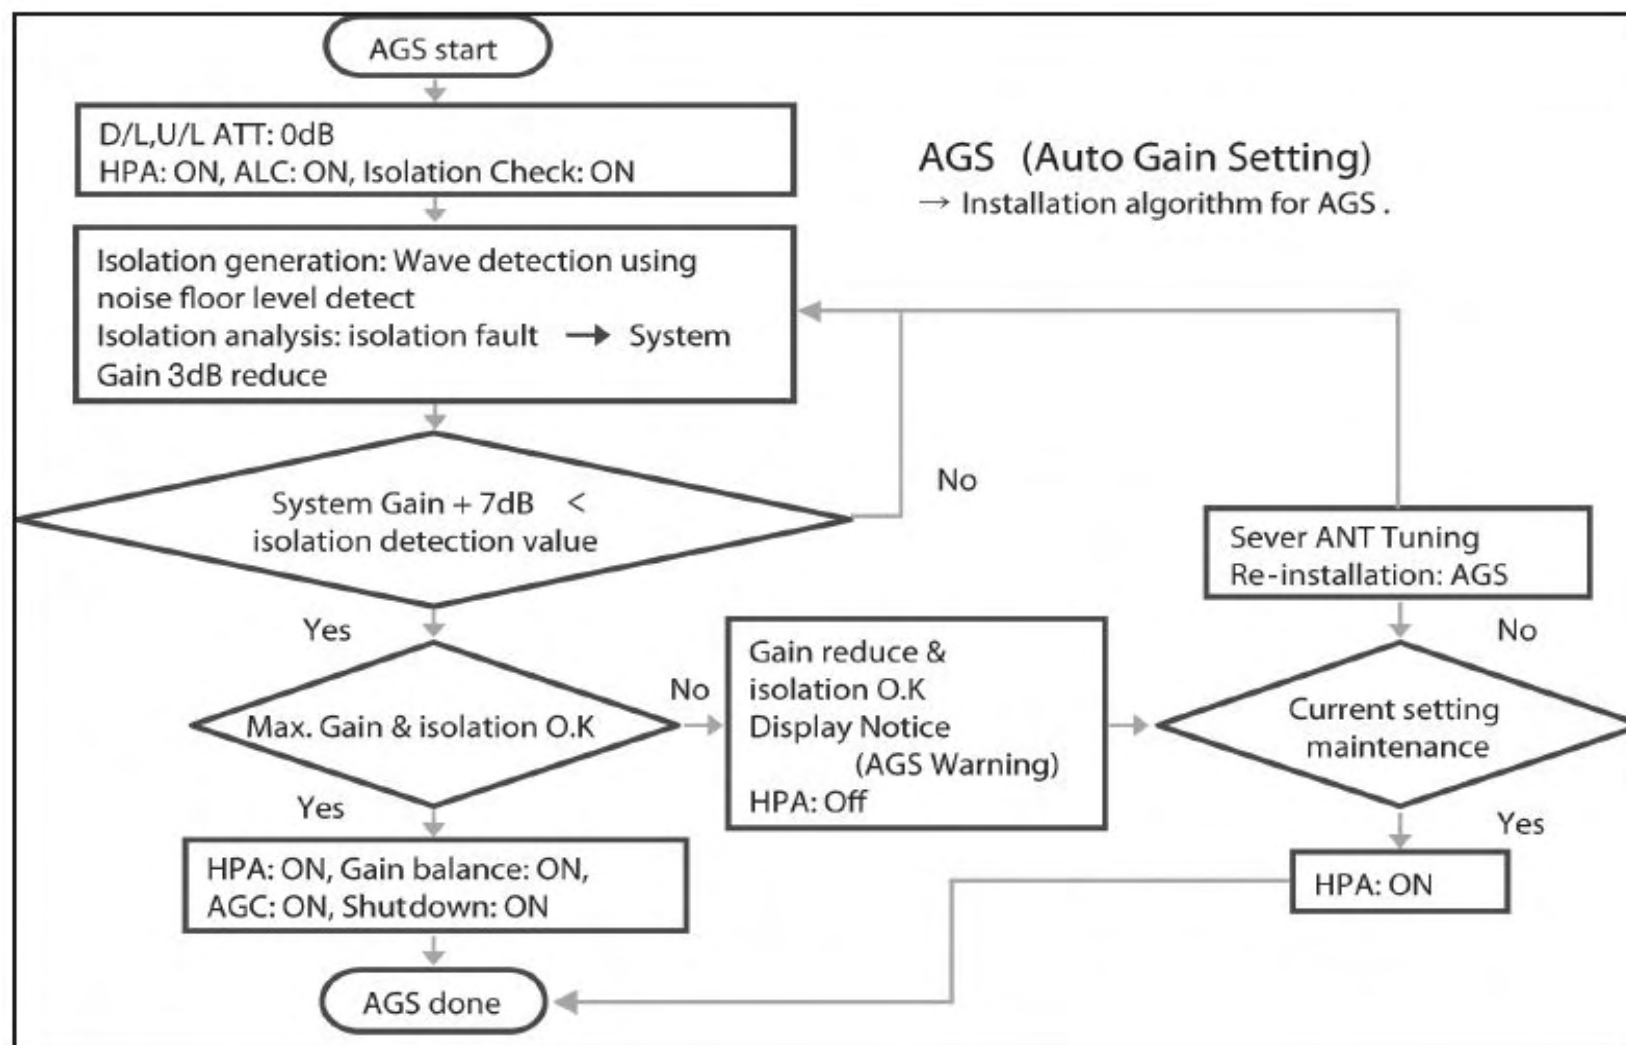 AGS start
D/L,U/L ATT: 0dB
HPA: ON, ALC: ON, Isolation Check: ON
AGS (Auto Gain Setting)
→ Installation algorithm for AGS .
Isolation generation: Wave detection using
noise floor level detect
Isolation analysis: isolation fault → System
Gain 3dB reduce
System Gain + 7dB <
isolation detection value
No
Yes
Max. Gain & isolation O.K
No
Yes
Gain reduce &
isolation O.K
Display Notice
(AGS Warning)
HPA: Off
Sever ANT Tuning
Re-installation: AGS
No
Current setting
maintenance
Yes
HPA: ON
HPA: ON, Gain balance: ON,
AGC: ON, Shutdown: ON
AGS done